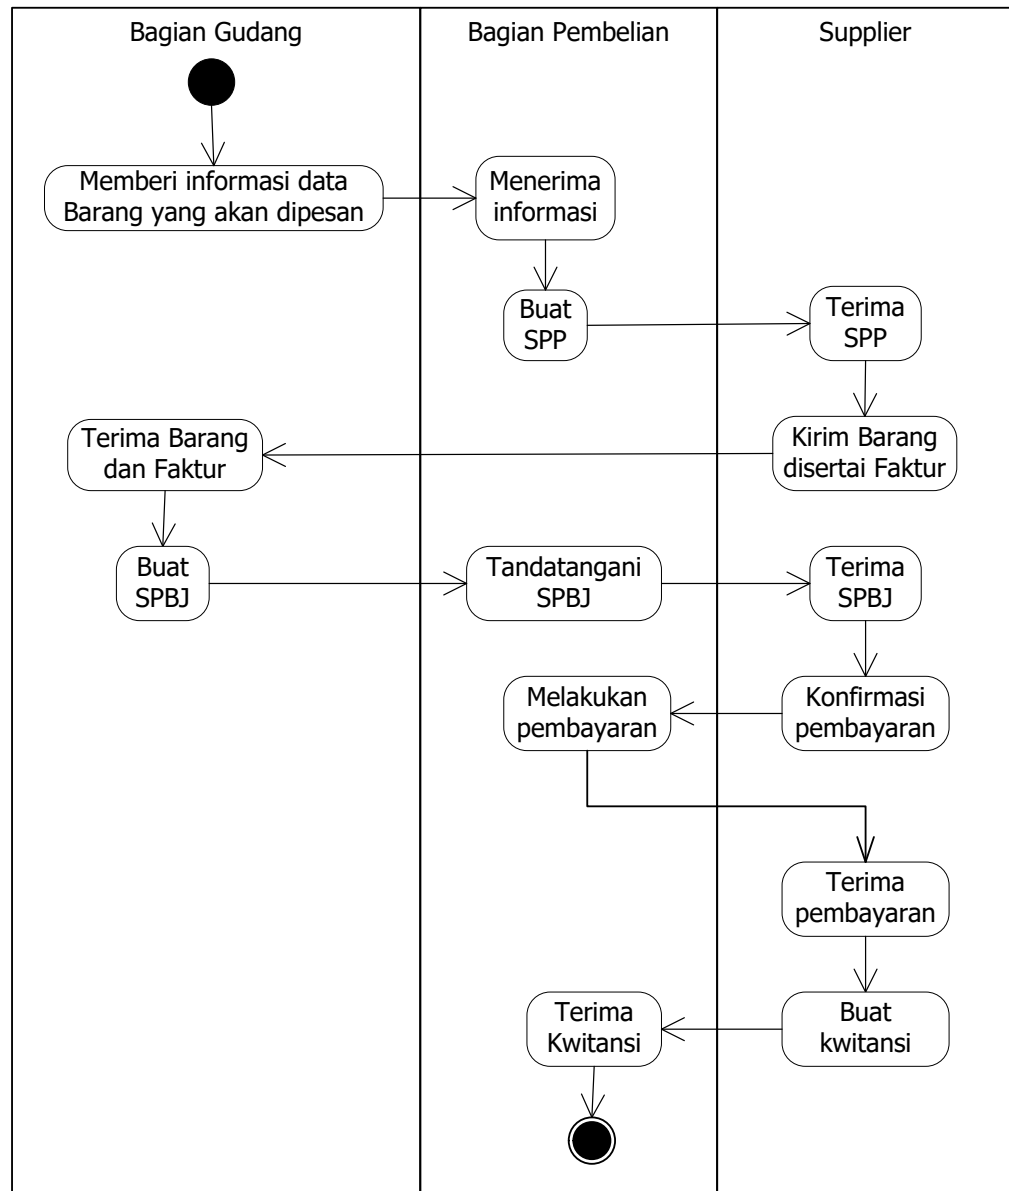 Bagian Gudang
Bagian Pembelian
Supplier
Memberi informasi data
Barang yang akan dipesan
Menerima
informasi
Buat
SPP
Terima
SPP
Kirim Barang
disertai Faktur
Terima Barang
dan Faktur
Buat
SPBJ
Tandatangani
SPBJ
Terima
SPBJ
Konfirmasi
pembayaran
Melakukan
pembayaran
Terima
pembayaran
Buat
kwitansi
Terima
Kwitansi